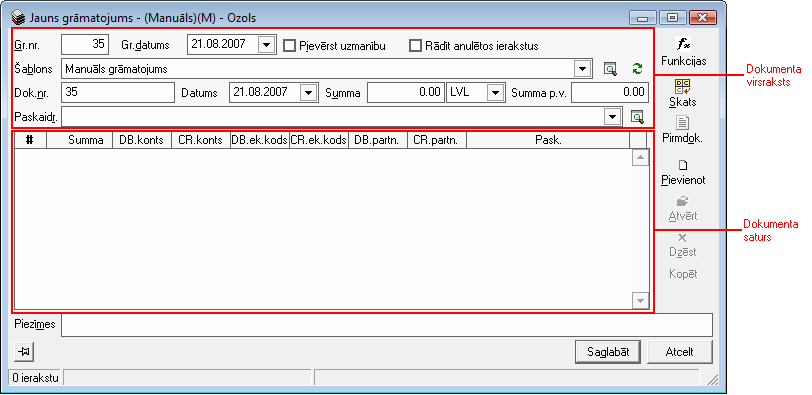 Jauns grāmatojums - (Manuāls)(M) - Ozols
Gr.nr. 35 Gr.datums 21.08.2007 Pievērst uzmanību Rādīt anulētos ierakstus
Šablons Manuāls grāmatojums
Dok.nr. 35 Datums 21.08.2007 Summa 0.00 LVL Summa p.v. 0.00
Paskaidr.
# Summa DB.konts CR.konts DB.ek.kods CR.ek.kods DB.partn. CR.partn. Pask.
Piezīmes
Saglabāt Atcelt
0 ierakstu
fx
Funkcijas
Skats
Pirmdok.
Pievienot
Atvērt
Dzēst
Kopēt
Dokumenta
virsraksts
Dokumenta
saturs